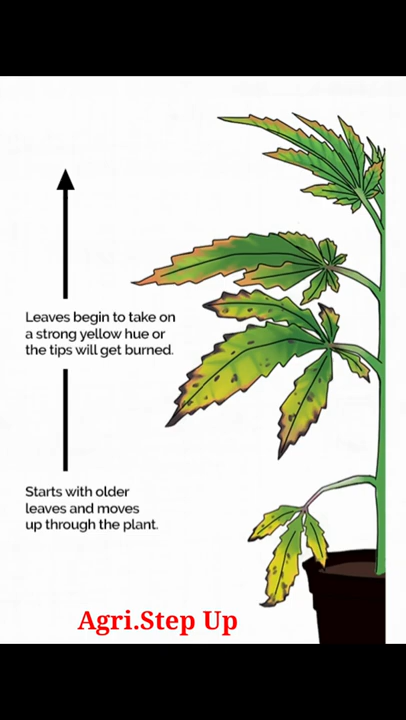 Leaves begin to take on
a strong yellow hue or
the tips will get burned.
Starts with older
leaves and moves
up through the plant.
Agri.Step Up